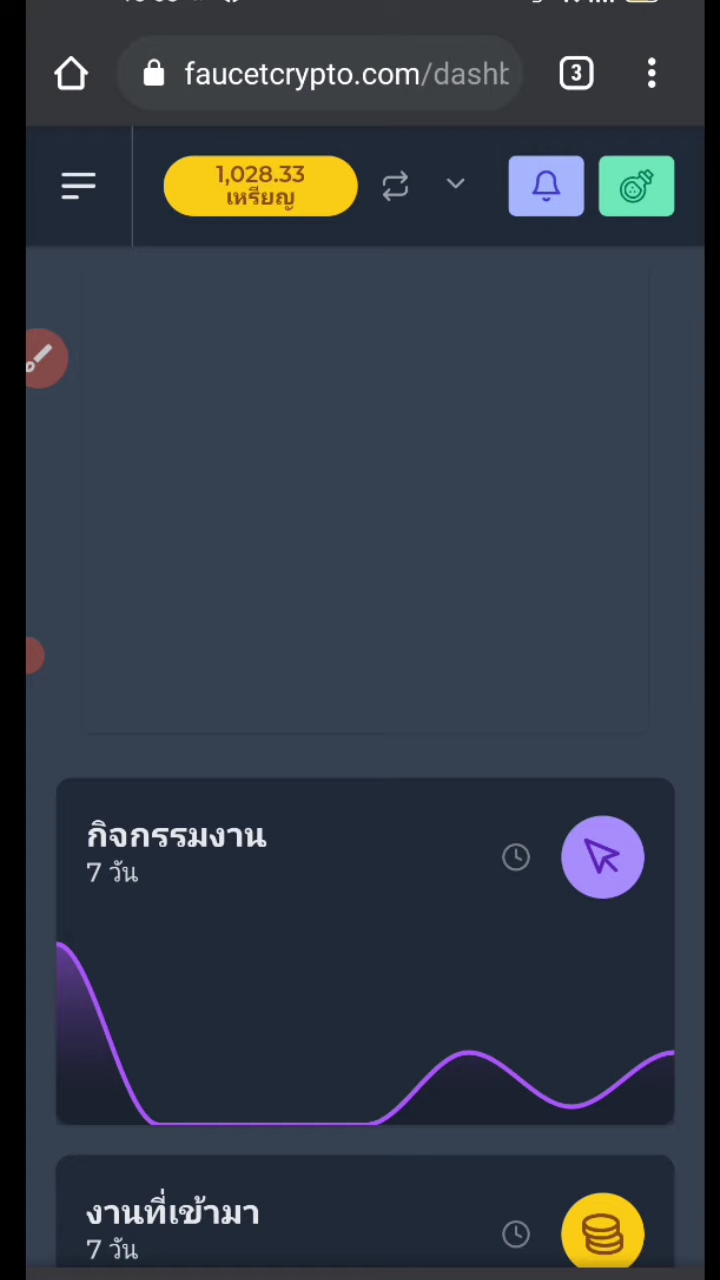 faucetcrypto.com/dashb
3
1,028.33
เหรียญ
กิจกรรมงาน
7 วัน
งานที่เข้ามา
7 วัน